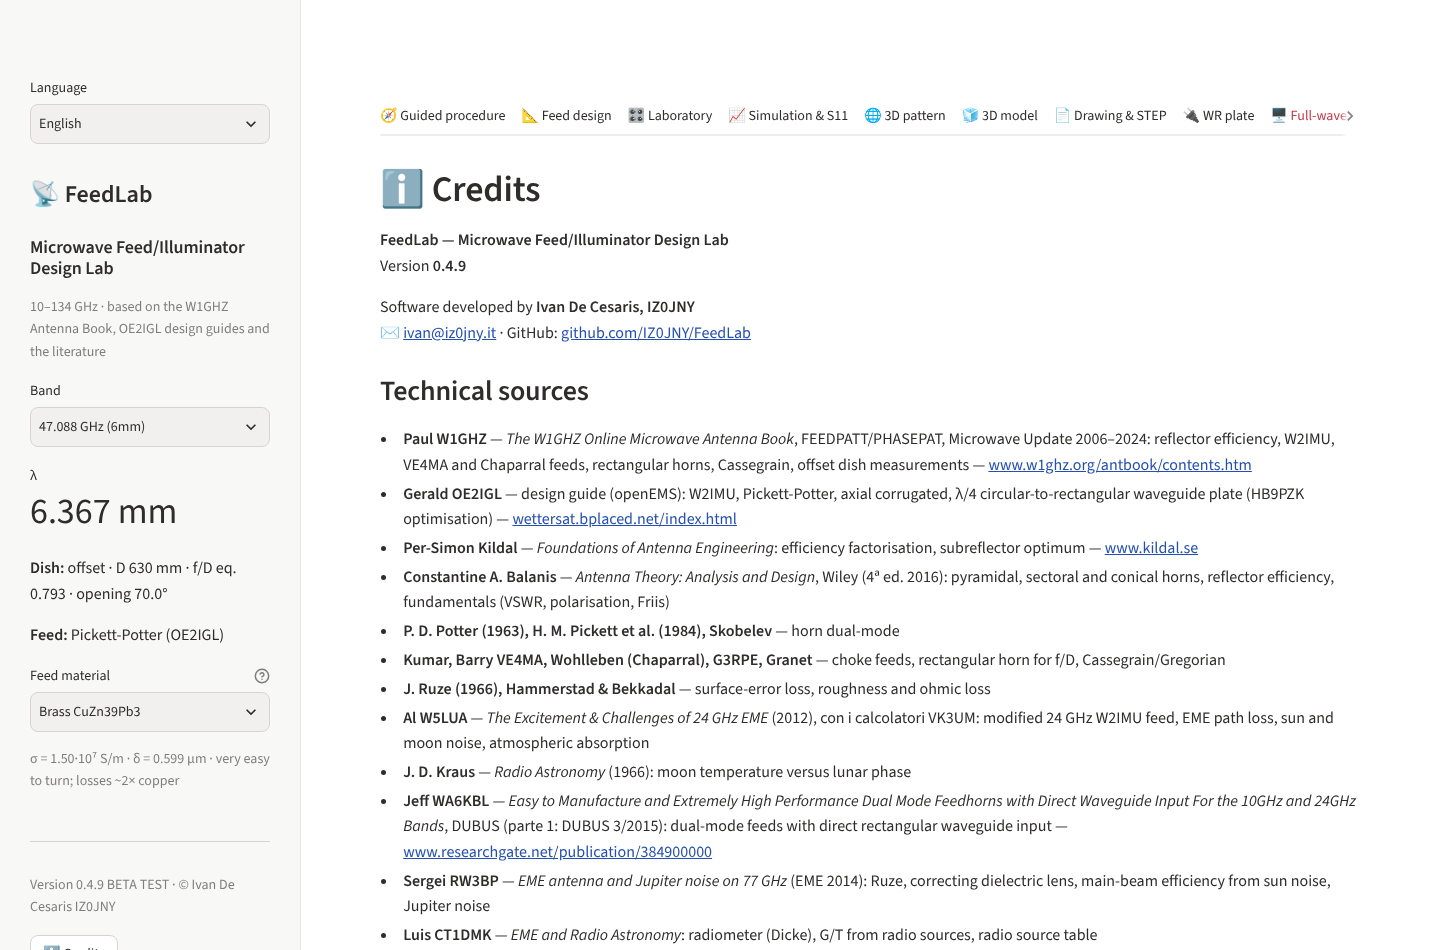 Language
English
📡 FeedLab
Microwave Feed/Illuminator
Design Lab
10–134 GHz · based on the W1GHZ
Antenna Book, OE2IGL design guides and
the literature
Band
47.088 GHz (6mm)
λ
6.367 mm
Dish: offset · D 630 mm · f/D eq.
0.793 · opening 70.0°
Feed: Pickett-Potter (OE2IGL)
Feed material
Brass CuZn39Pb3
σ = 1.50·10⁷ S/m · δ = 0.599 µm · very easy
to turn; losses ~2× copper
Version 0.4.9 BETA TEST · © Ivan De
Cesaris IZ0JNY
🧭 Guided procedure 📐 Feed design 🎛️ Laboratory 📈 Simulation & S11 🌐 3D pattern 🧊 3D model 📄 Drawing & STEP 🔌 WR plate 🖥️ Full-wave
ℹ️ Credits
FeedLab — Microwave Feed/Illuminator Design Lab
Version 0.4.9
Software developed by Ivan De Cesaris, IZ0JNY
✉️ ivan@iz0jny.it · GitHub: github.com/IZ0JNY/FeedLab
Technical sources
• Paul W1GHZ — The W1GHZ Online Microwave Antenna Book, FEEDPATT/PHASEPAT, Microwave Update 2006–2024: reflector efficiency, W2IMU,
VE4MA and Chaparral feeds, rectangular horns, Cassegrain, offset dish measurements — www.w1ghz.org/antbook/contents.htm
• Gerald OE2IGL — design guide (openEMS): W2IMU, Pickett-Potter, axial corrugated, λ/4 circular-to-rectangular waveguide plate (HB9PZK
optimisation) — wettersat.bplaced.net/index.html
• Per-Simon Kildal — Foundations of Antenna Engineering: efficiency factorisation, subreflector optimum — www.kildal.se
• Constantine A. Balanis — Antenna Theory: Analysis and Design, Wiley (4ª ed. 2016): pyramidal, sectoral and conical horns, reflector efficiency,
fundamentals (VSWR, polarisation, Friis)
• P. D. Potter (1963), H. M. Pickett et al. (1984), Skobelev — horn dual-mode
• Kumar, Barry VE4MA, Wohlleben (Chaparral), G3RPE, Granet — choke feeds, rectangular horn for f/D, Cassegrain/Gregorian
• J. Ruze (1966), Hammerstad & Bekkadal — surface-error loss, roughness and ohmic loss
• Al W5LUA — The Excitement & Challenges of 24 GHz EME (2012), con i calcolatori VK3UM: modified 24 GHz W2IMU feed, EME path loss, sun and
moon noise, atmospheric absorption
• J. D. Kraus — Radio Astronomy (1966): moon temperature versus lunar phase
• Jeff WA6KBL — Easy to Manufacture and Extremely High Performance Dual Mode Feedhorns with Direct Waveguide Input For the 10GHz and 24GHz
Bands, DUBUS (parte 1: DUBUS 3/2015): dual-mode feeds with direct rectangular waveguide input —
www.researchgate.net/publication/384900000
• Sergei RW3BP — EME antenna and Jupiter noise on 77 GHz (EME 2014): Ruze, correcting dielectric lens, main-beam efficiency from sun noise,
Jupiter noise
• Luis CT1DMK — EME and Radio Astronomy: radiometer (Dicke), G/T from radio sources, radio source table